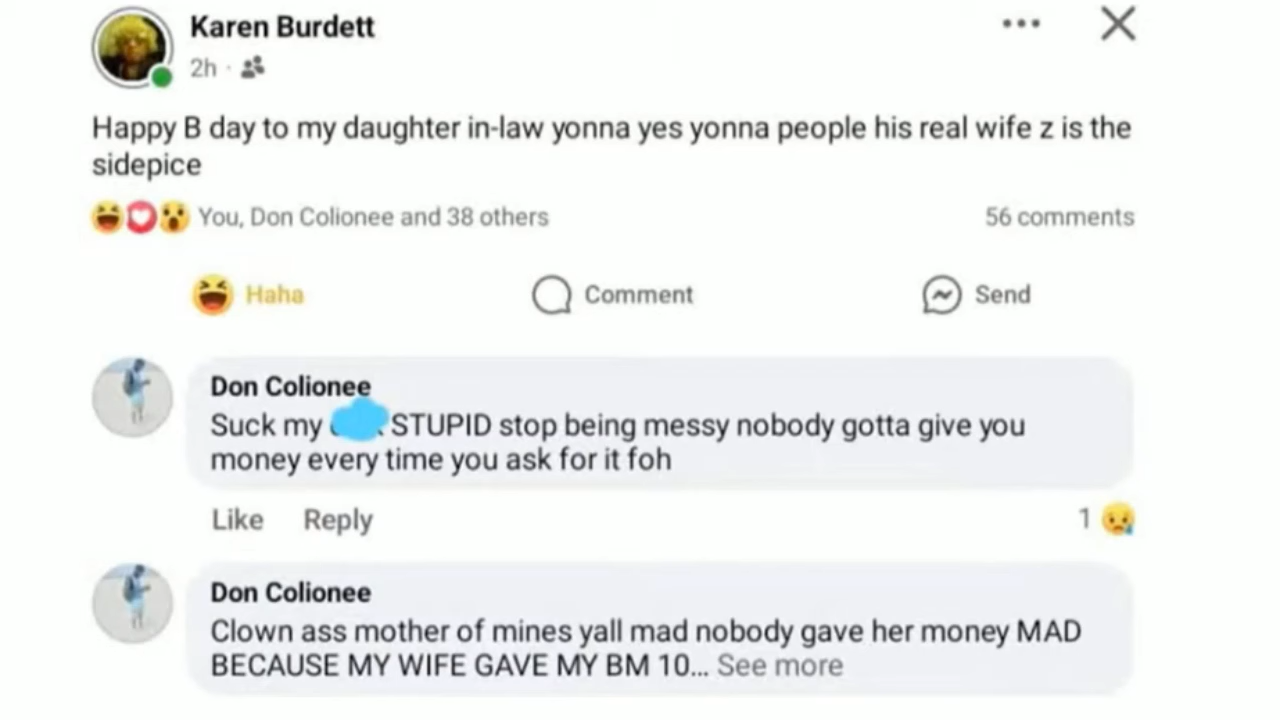 Karen Burdett
2h ·
Happy B day to my daughter in-law yonna yes yonna people his real wife z is the
sidepice
You, Don Colionee and 38 others
56 comments
Haha
Comment
Send
Don Colionee
Suck my STUPID stop being messy nobody gotta give you
money every time you ask for it foh
Like
Reply
1
Don Colionee
Clown ass mother of mines yall mad nobody gave her money MAD
BECAUSE MY WIFE GAVE MY BM 10... See more